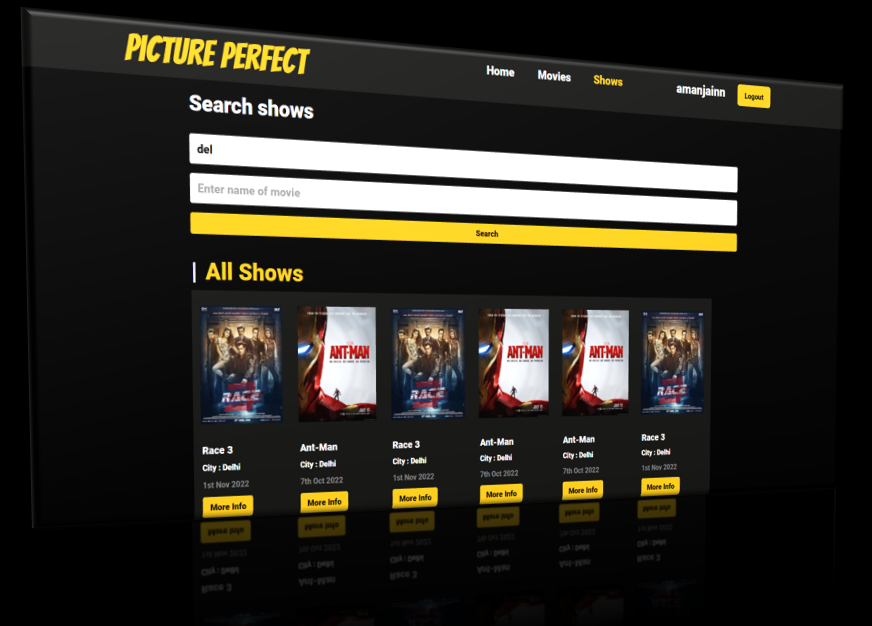 PICTURE PERFECT
Home Movies Shows amanjainn Logout
Search shows
del
Enter name of movie
Search
All Shows
RACE 3 ANT-MAN RACE 3 ANT-MAN ANT-MAN RACE 3
Race 3 Ant-Man Race 3 Ant-Man Ant-Man Race 3
City : Delhi City : Delhi City : Delhi City : Delhi City : Delhi City : Delhi
1st Nov 2022 7th Oct 2022 1st Nov 2022 7th Oct 2022 7th Oct 2022 1st Nov 2022
More Info More Info More Info More Info More Info More Info